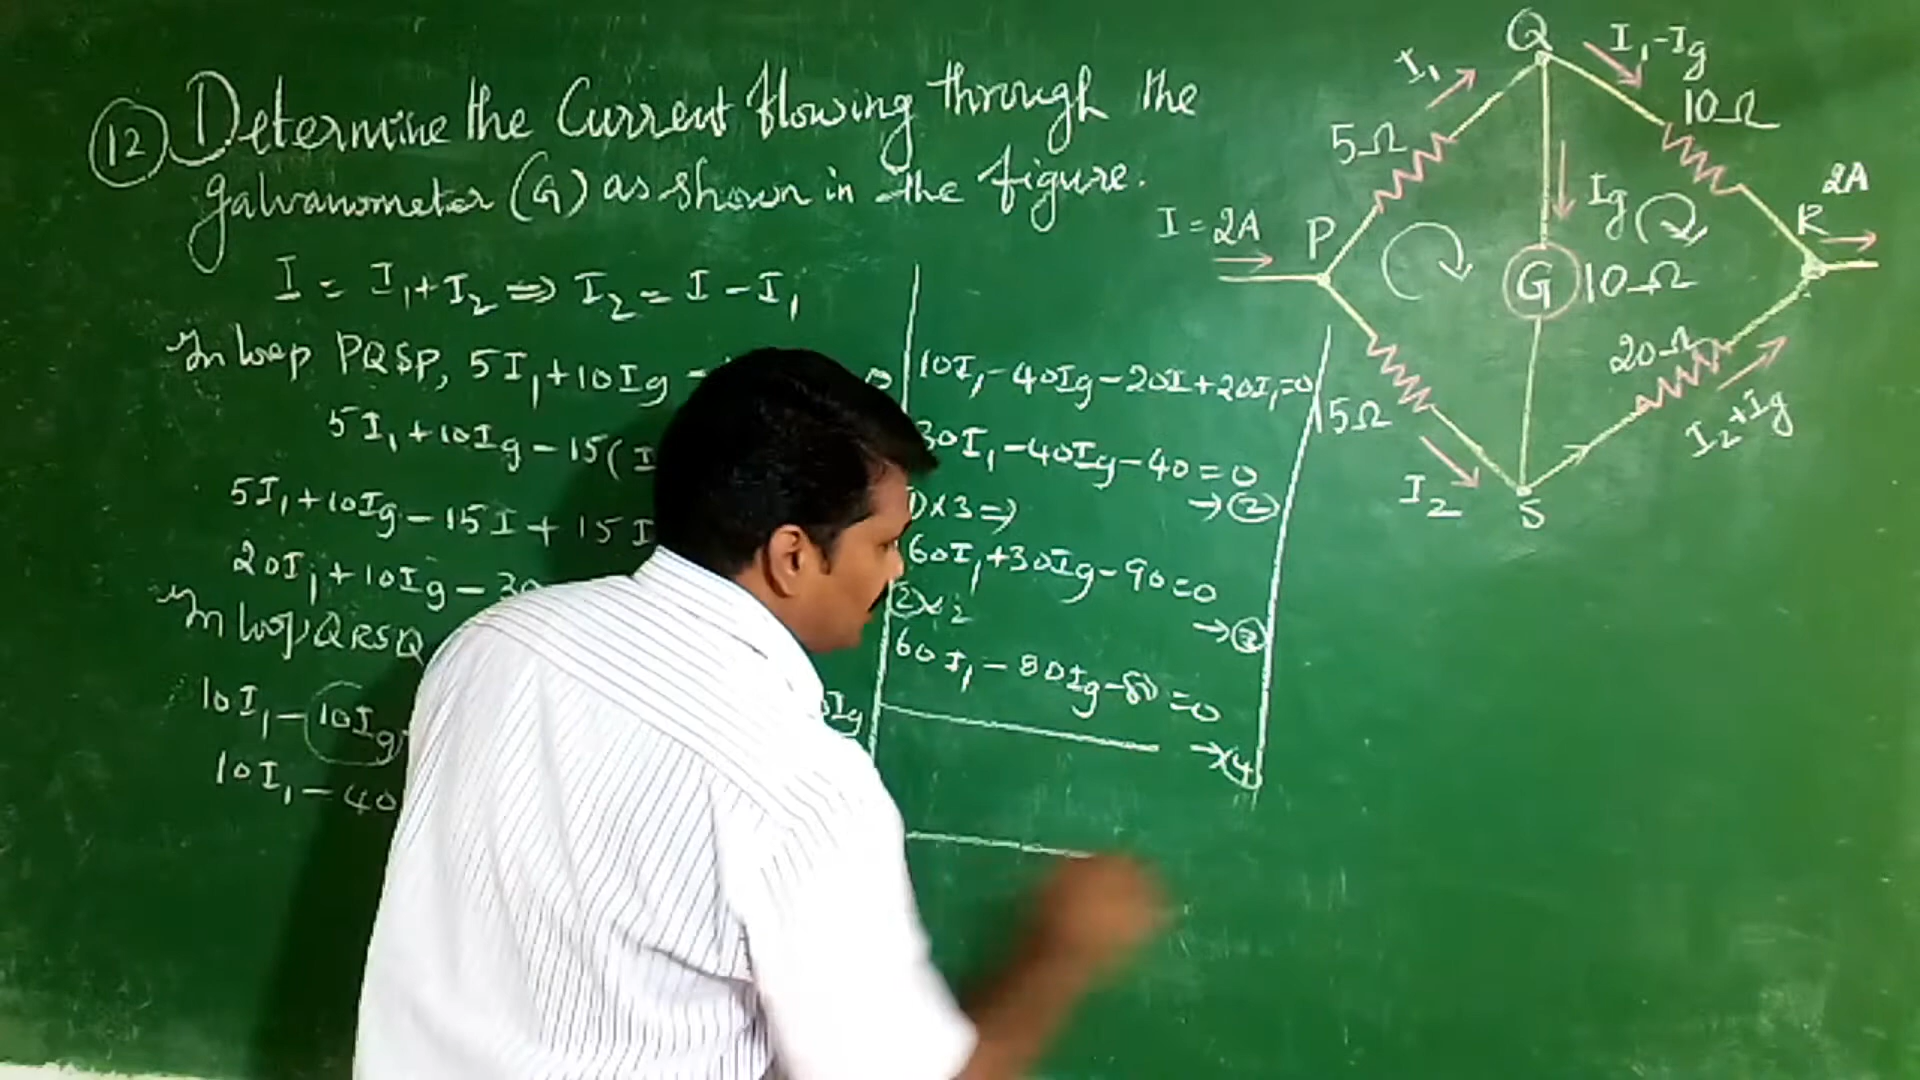 (12) Determine the Current flowing through the
galvanometer (G) as shown in the figure.
I = I₁+I₂ ⇒ I₂ = I - I₁
In loop PQSP, 5I₁+10Ig -
5I₁+10Ig-15(I
5I₁+10Ig-15I+15I
20I₁+10Ig-30
In loop QRSQ
10I₁-10Ig
10I₁-40
10I₁-40Ig-20I+20I₁=0
30I₁-40Ig-40=0
→(2)
1)×3⇒
60I₁+30Ig-90=0
→(3)
(2)×2
60I₁-80Ig-80=0
→(4)
Q
I₁
I₁-Ig
5Ω
10Ω
I = 2A
P
Ig
R
2A
G
10Ω
15Ω
20Ω
I₂
I₂+Ig
S